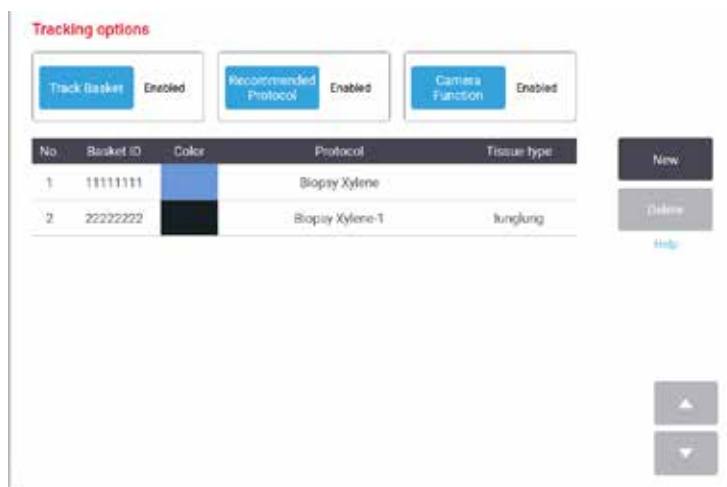 Tracking options
Track Basket Enabled
Recommended Protocol Enabled
Camera Function Enabled
No. Basket ID Color Protocol Tissue type
1 11111111 Biopsy Xylene
2 22222222 Biopsy Xylene-1 lunglung
New
Delete
Help